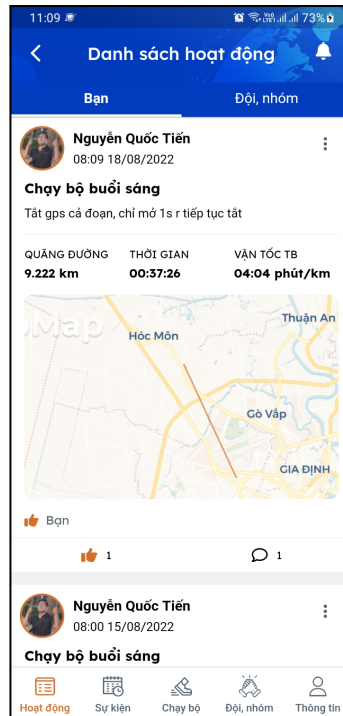 11:09 73%
Danh sách hoạt động
Bạn Đội, nhóm
Nguyễn Quốc Tiến
08:09 18/08/2022
Chạy bộ buổi sáng
Tắt gps cả đoạn, chỉ mở 1s r tiếp tục tắt
QUÃNG ĐƯỜNG THỜI GIAN VẬN TỐC TB
9.222 km 00:37:26 04:04 phút/km
Thuận An
Map
Hóc Môn
Gò Vấp
GIA ĐỊNH
Bạn
1 1
Nguyễn Quốc Tiến
08:00 15/08/2022
Chạy bộ buổi sáng
Hoạt động Sự kiện Chạy bộ Đội, nhóm Thông tin